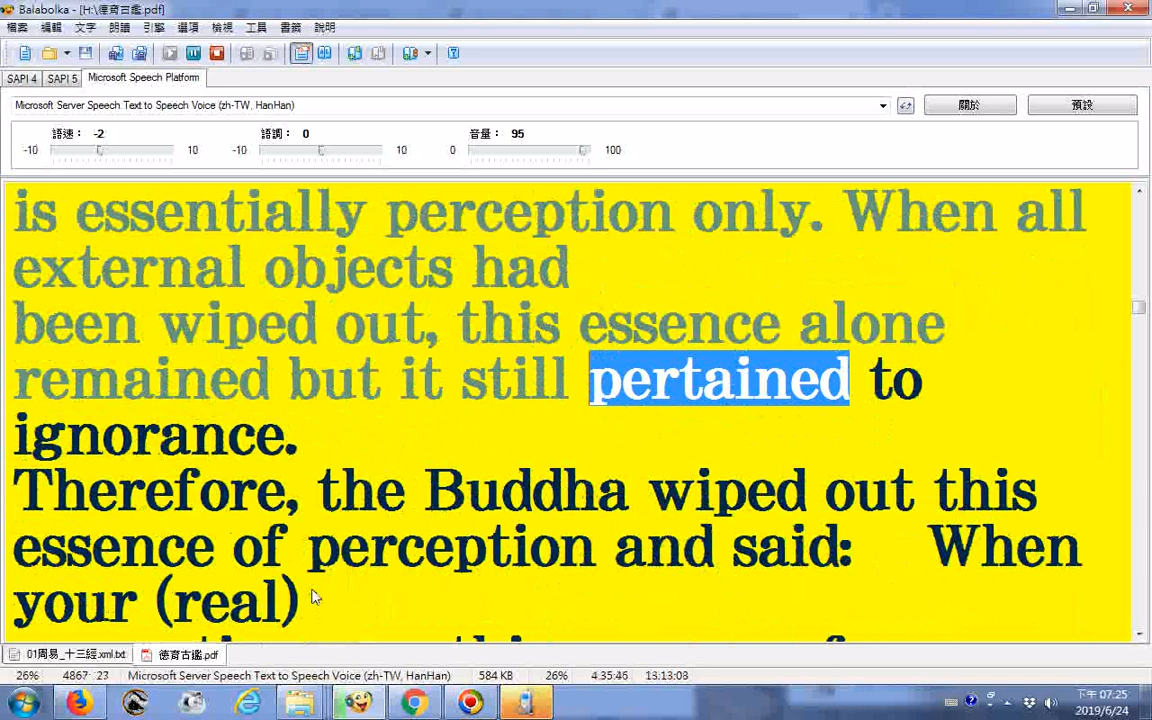 Balabolka - [H:\德育古鑑.pdf]
檔案 編輯 文字 朗讀 引擎 選項 檢視 工具 書籤 說明
SAPI 4 SAPI 5 Microsoft Speech Platform
Microsoft Server Speech Text to Speech Voice (zh-TW, HanHan) 關於 預設
語速： -2 語調： 0 音量： 95
-10 10 -10 10 0 100
is essentially perception only. When all
external objects had
been wiped out, this essence alone
remained but it still pertained to
ignorance.
Therefore, the Buddha wiped out this
essence of perception and said: When
your (real)
01周易_十三經.xml.txt 德育古鑑.pdf
26% 4867:23 Microsoft Server Speech Text to Speech Voice (zh-TW, HanHan) 584 KB 26% 4:35:46 13:13:03
下午 07:25
2019/6/24